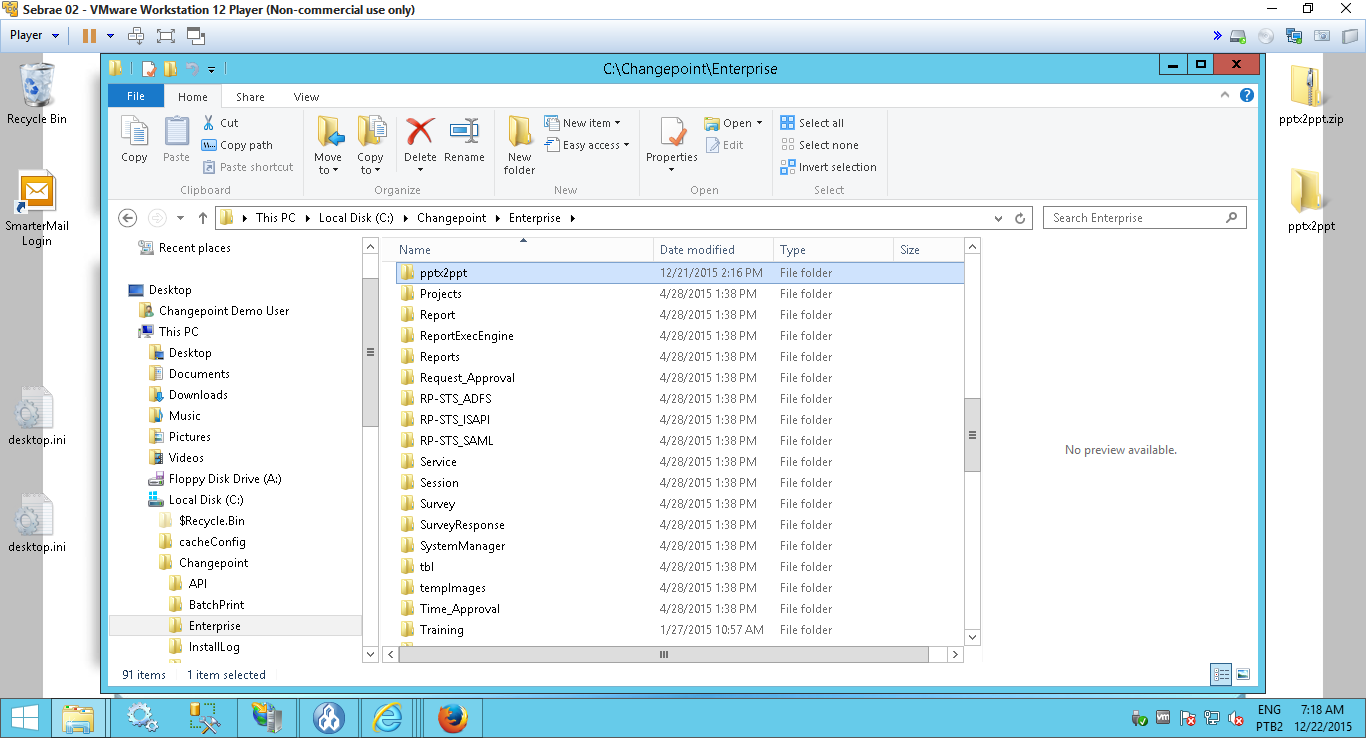 Sebrae 02 - VMware Workstation 12 Player (Non-commercial use only)
Player
C:\Changepoint\Enterprise
File Home Share View
Copy
Paste
Cut
Copy path
Paste shortcut
Clipboard
Move to
Copy to
Delete
Rename
Organize
New folder
New item
Easy access
New
Properties
Open
Edit
Open
Select all
Select none
Invert selection
Select
This PC Local Disk (C:) Changepoint Enterprise
Search Enterprise
Recycle Bin
SmarterMail
Login
desktop.ini
desktop.ini
pptx2ppt.zip
pptx2ppt
Recent places
Desktop
Changepoint Demo User
This PC
Desktop
Documents
Downloads
Music
Pictures
Videos
Floppy Disk Drive (A:)
Local Disk (C:)
$Recycle.Bin
cacheConfig
Changepoint
API
BatchPrint
Enterprise
InstallLog
Name Date modified Type Size
pptx2ppt 12/21/2015 2:16 PM File folder
Projects 4/28/2015 1:38 PM File folder
Report 4/28/2015 1:38 PM File folder
ReportExecEngine 4/28/2015 1:38 PM File folder
Reports 4/28/2015 1:38 PM File folder
Request_Approval 4/28/2015 1:38 PM File folder
RP-STS_ADFS 4/28/2015 1:38 PM File folder
RP-STS_ISAPI 4/28/2015 1:38 PM File folder
RP-STS_SAML 4/28/2015 1:38 PM File folder
Service 4/28/2015 1:38 PM File folder
Session 4/28/2015 1:38 PM File folder
Survey 4/28/2015 1:38 PM File folder
SurveyResponse 4/28/2015 1:38 PM File folder
SystemManager 4/28/2015 1:38 PM File folder
tbl 4/28/2015 1:38 PM File folder
tempImages 4/28/2015 1:38 PM File folder
Time_Approval 4/28/2015 1:38 PM File folder
Training 1/27/2015 10:57 AM File folder
No preview available.
91 items 1 item selected
ENG 7:18 AM
PTB2 12/22/2015